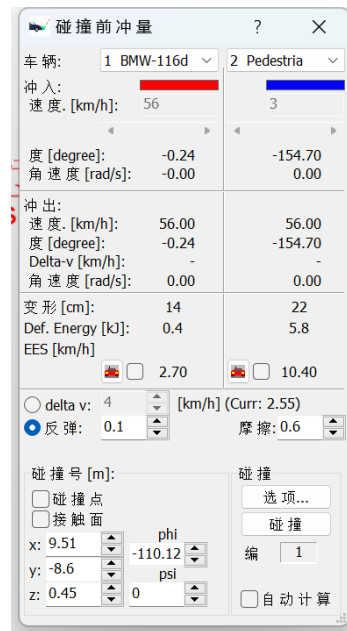 碰撞前冲量 ? ×
车辆: 1 BMW-116d 2 Pedestria
冲入:
速度. [km/h]: 56 3
度 [degree]: -0.24 -154.70
角速度 [rad/s]: -0.00 0.00
冲出:
速度. [km/h]: 56.00 56.00
度 [degree]: -0.24 -154.70
Delta-v [km/h]: - -
角速度 [rad/s]: 0.00 0.00
变形 [cm]: 14 22
Def. Energy [kJ]: 0.4 5.8
EES [km/h]
2.70 10.40
delta v: 4 [km/h] (Curr: 2.55)
反弹: 0.1 摩擦: 0.6
碰撞号 [m]: 碰撞
碰撞点 选项...
接触面 碰撞
x: 9.51 phi
-110.12 编 1
y: -8.6 psi
z: 0.45 0 自动计算